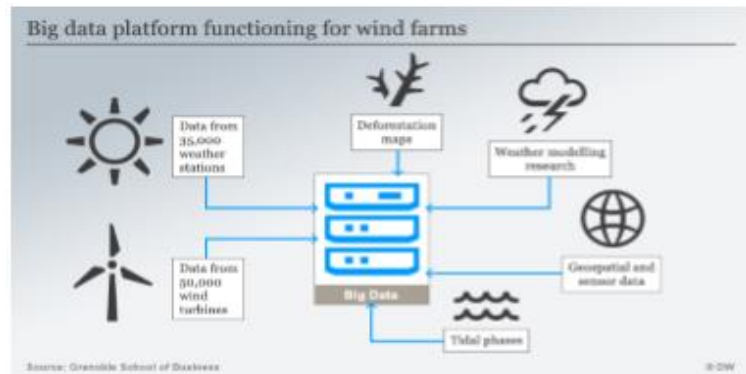 Big data platform functioning for wind farms
Data from
35,000
weather
stations
Deforestation
maps
Weather modelling
research
Data from
50,000
wind
turbines
Geospatial and
sensor data
Big Data
Tidal phases
Source: Grenoble School of Business
© DW